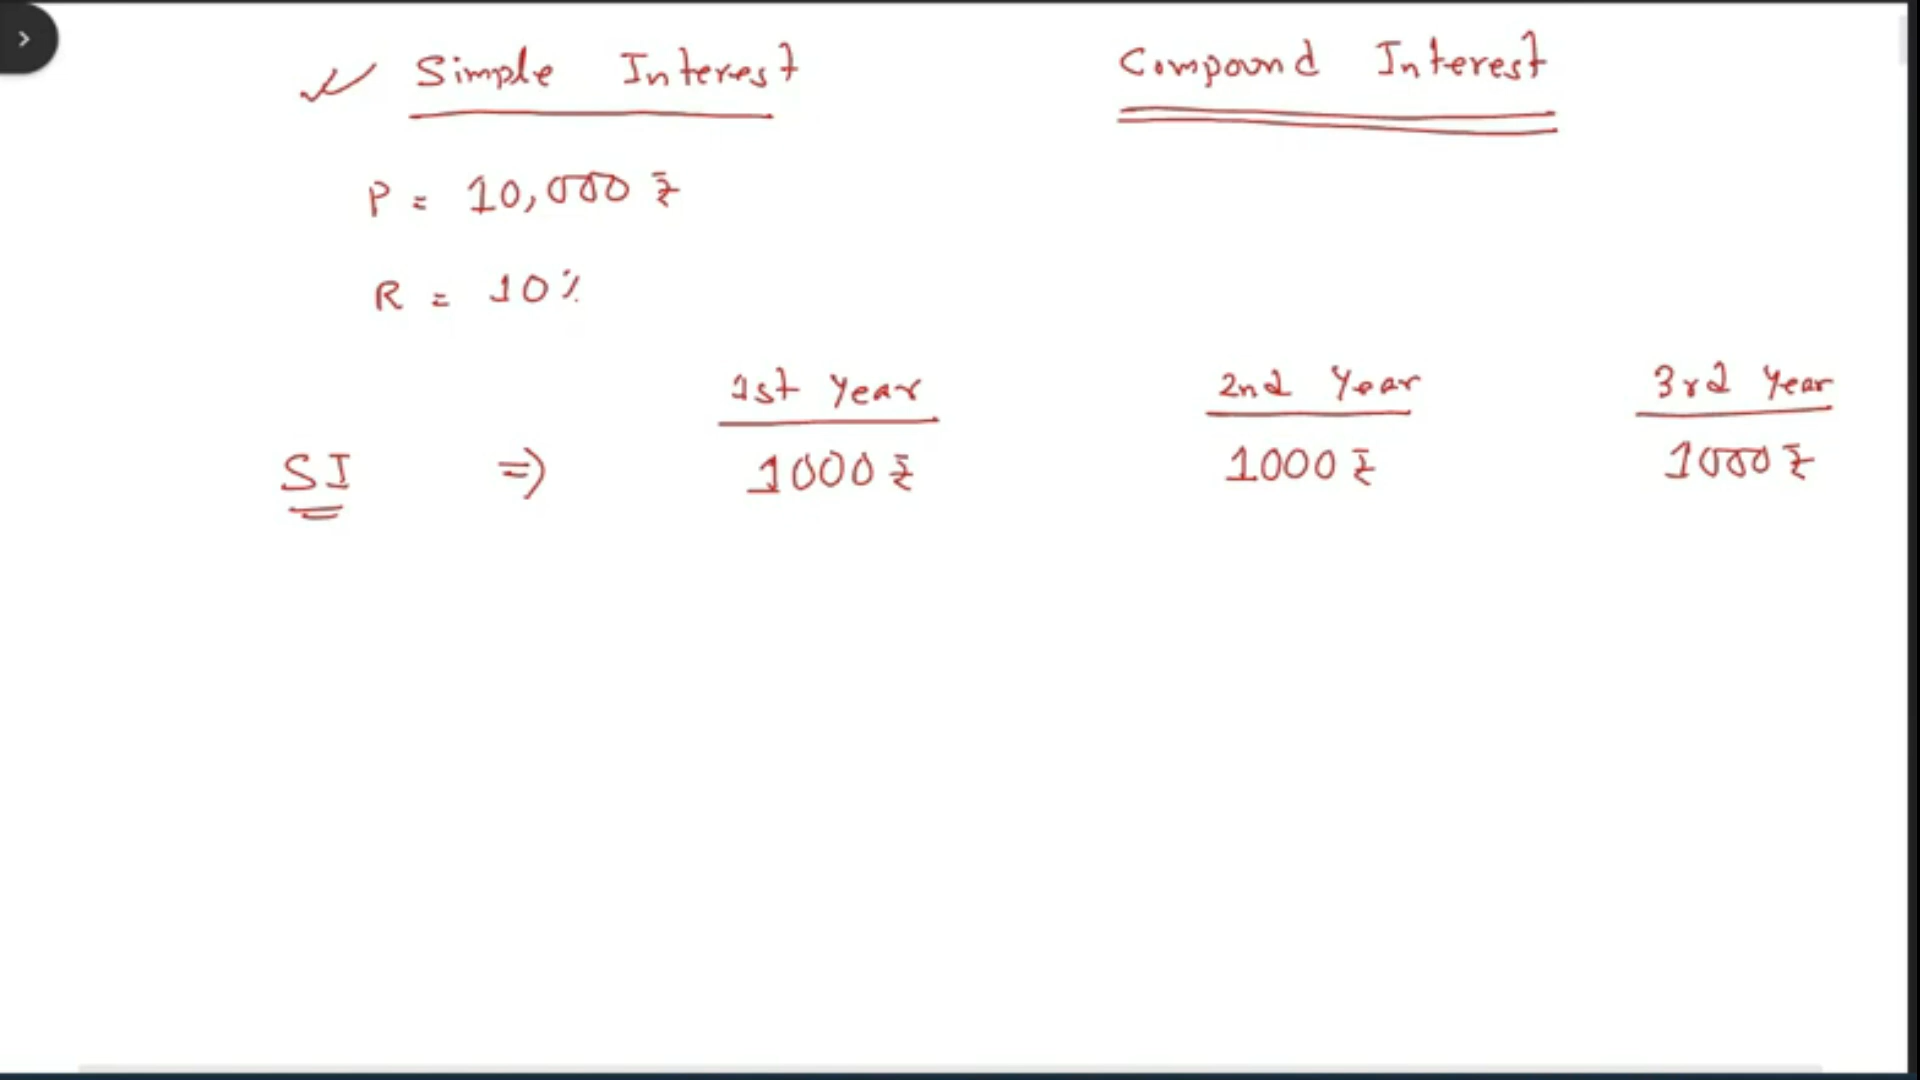 Simple Interest Compound Interest
P = 10,000 ₹
R = 10%
1st Year 2nd Year 3rd Year
SI => 1000 ₹ 1000 ₹ 1000 ₹